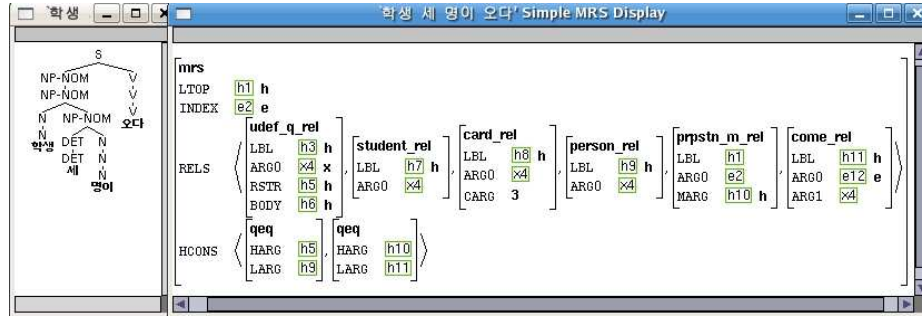 `학생
`학생 세 명이 오다' Simple MRS Display
S
NP-NOM V
NP-NOM V
N NP-NOM V
N DET N 오다
학생 DET N
세 N
명이
mrs
LTOP h1 h
INDEX e2 e
RELS
udef_q_rel
LBL h3 h
ARG0 x4 x
RSTR h5 h
BODY h6 h
student_rel
LBL h7 h
ARG0 x4
card_rel
LBL h8 h
ARG0 x4
CARG 3
person_rel
LBL h9 h
ARG0 x4
prpstn_m_rel
LBL h1
ARG0 e2
MARG h10 h
come_rel
LBL h11 h
ARG0 e12 e
ARG1 x4
HCONS
qeq
HARG h5
LARG h9
qeq
HARG h10
LARG h11